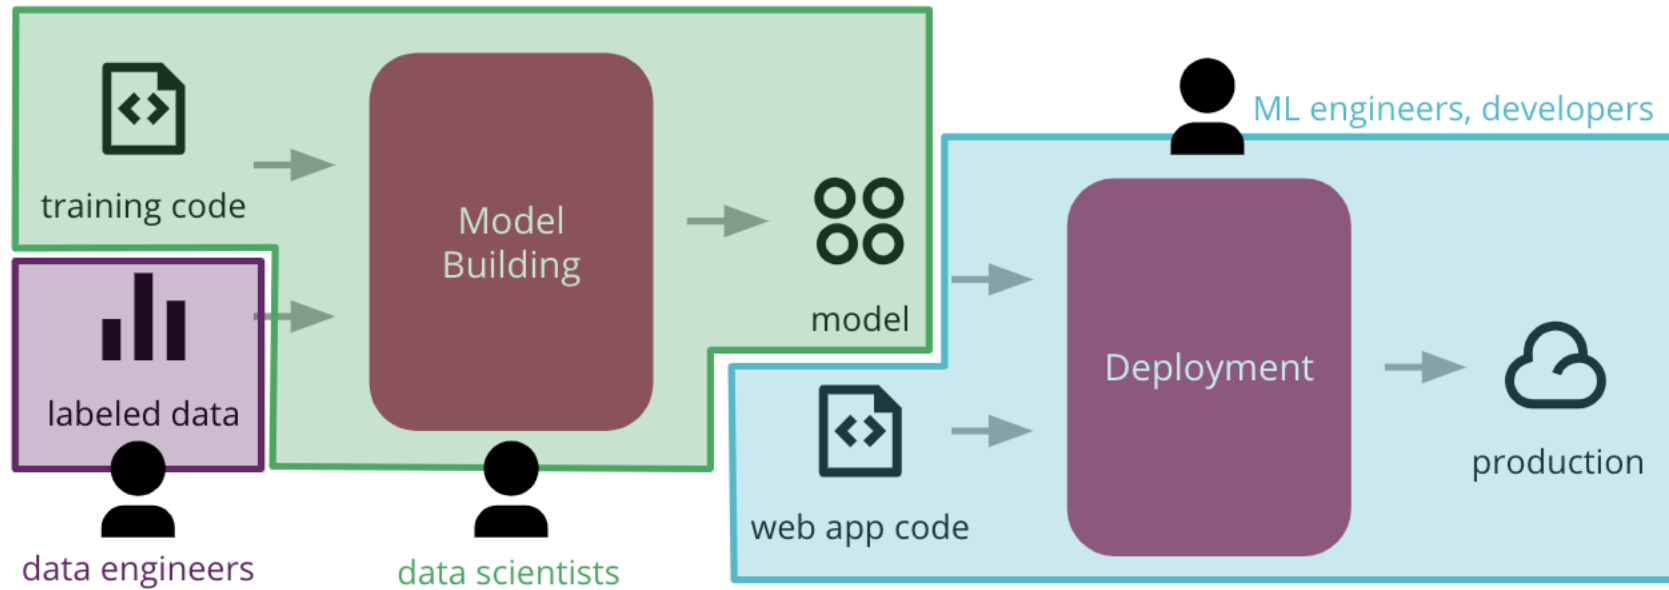 training code
labeled data
data engineers
Model
Building
data scientists
model
ML engineers, developers
web app code
Deployment
production